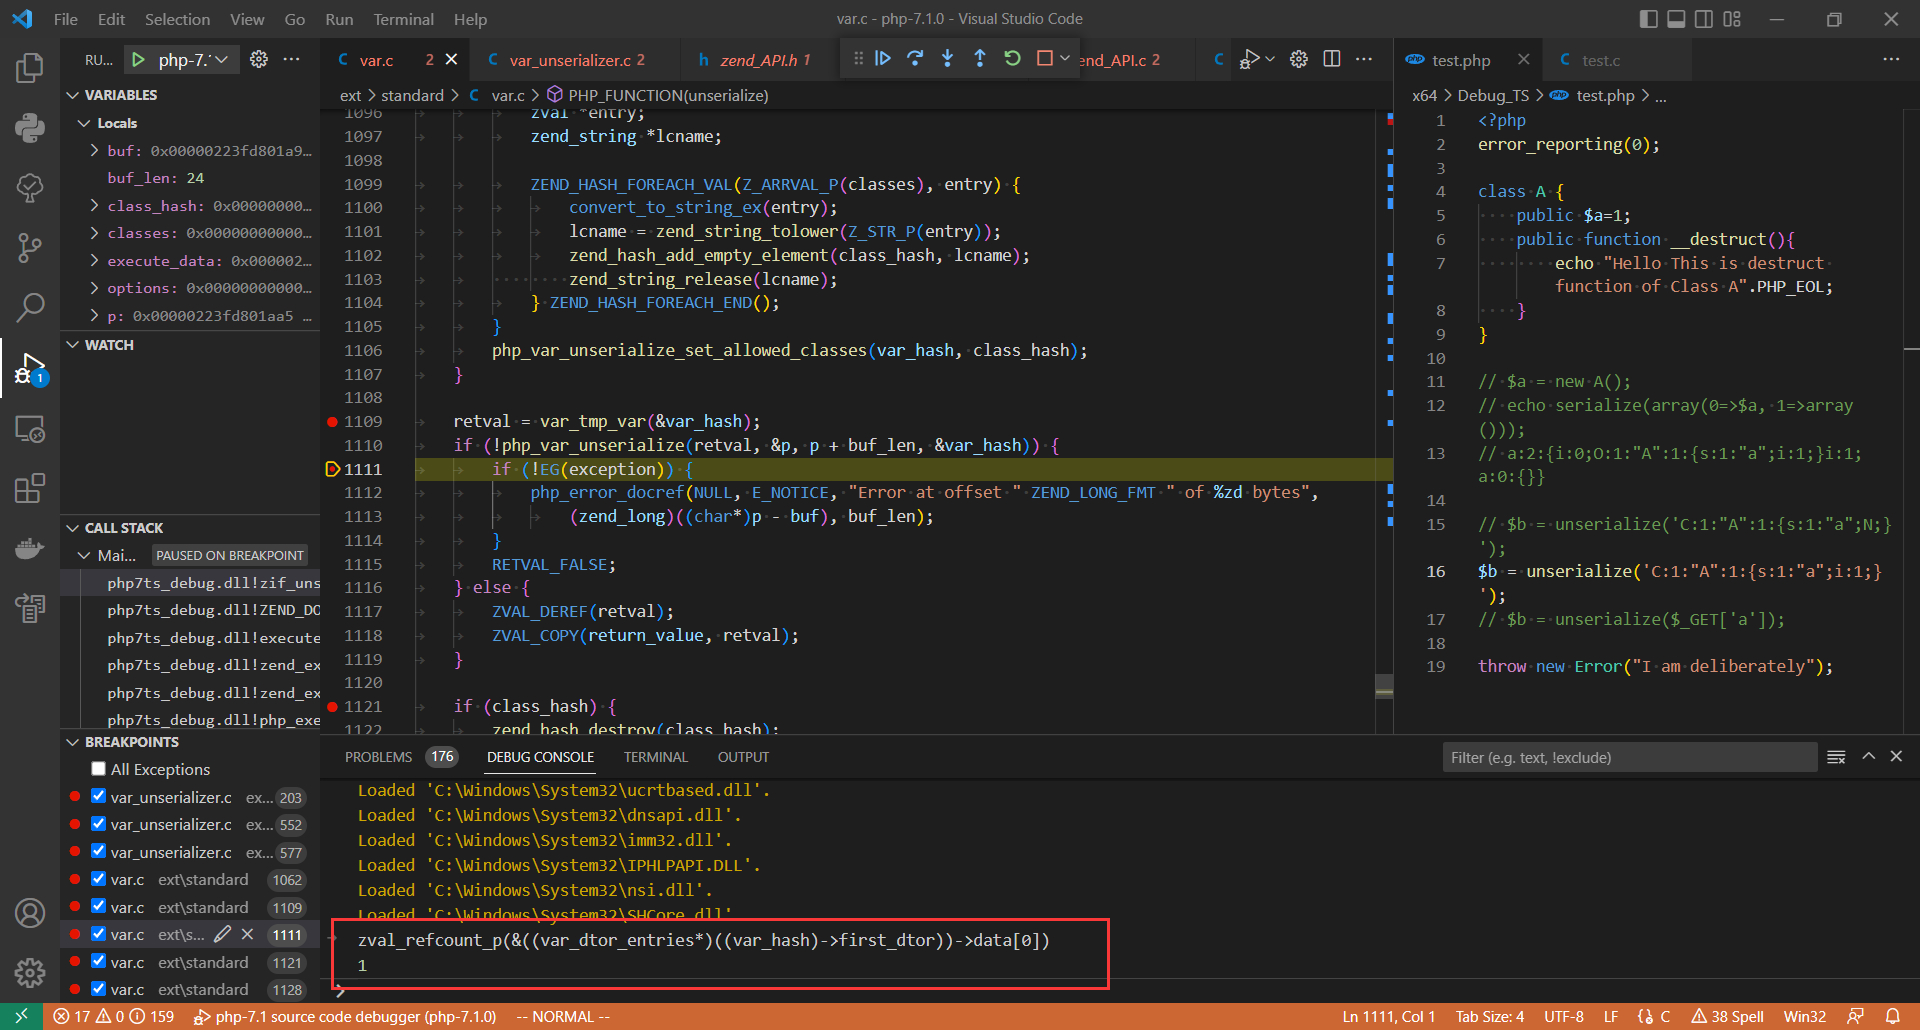 File Edit Selection View Go Run Terminal Help
var.c - php-7.1.0 - Visual Studio Code
RU... php-7.1
var.c 2
var_unserializer.c 2
zend_API.h 1
end_API.c 2
test.php
test.c
ext > standard > var.c > PHP_FUNCTION(unserialize)
x64 > Debug_TS > test.php > ...
VARIABLES
Locals
buf: 0x00000223fd801a9...
buf_len: 24
class_hash: 0x00000000...
classes: 0x00000000000...
execute_data: 0x000002...
options: 0x00000000000...
p: 0x00000223fd801aa5 ...
WATCH
CALL STACK
Mai... PAUSED ON BREAKPOINT
php7ts_debug.dll!zif_uns
php7ts_debug.dll!ZEND_DO
php7ts_debug.dll!execute
php7ts_debug.dll!zend_ex
php7ts_debug.dll!zend_ex
php7ts_debug.dll!php_exe
BREAKPOINTS
All Exceptions
var_unserializer.c ex... 203
var_unserializer.c ex... 552
var_unserializer.c ex... 577
var.c ext\standard 1062
var.c ext\standard 1109
var.c ext\s... 1111
var.c ext\standard 1121
var.c ext\standard 1128
1096 zval *entry;
1097 zend_string *lcname;
1098
1099 ZEND_HASH_FOREACH_VAL(Z_ARRVAL_P(classes), entry) {
1100 convert_to_string_ex(entry);
1101 lcname = zend_string_tolower(Z_STR_P(entry));
1102 zend_hash_add_empty_element(class_hash, lcname);
1103 zend_string_release(lcname);
1104 } ZEND_HASH_FOREACH_END();
1105 }
1106 php_var_unserialize_set_allowed_classes(var_hash, class_hash);
1107 }
1108
1109 retval = var_tmp_var(&var_hash);
1110 if (!php_var_unserialize(retval, &p, p + buf_len, &var_hash)) {
1111 if (!EG(exception)) {
1112 php_error_docref(NULL, E_NOTICE, "Error at offset " ZEND_LONG_FMT " of %zd bytes",
1113 (zend_long)((char*)p - buf), buf_len);
1114 }
1115 RETVAL_FALSE;
1116 } else {
1117 ZVAL_DEREF(retval);
1118 ZVAL_COPY(return_value, retval);
1119 }
1120
1121 if (class_hash) {
1122 zend_hash_destroy(class_hash);
1 <?php
2 error_reporting(0);
3
4 class A {
5 public $a=1;
6 public function __destruct(){
7 echo "Hello This is destruct
function of Class A".PHP_EOL;
8 }
9 }
10
11 // $a = new A();
12 // echo serialize(array(0=>$a, 1=>array
()));
13 // a:2:{i:0;O:1:"A":1:{s:1:"a";i:1;}i:1;
a:0:{}}
14
15 // $b = unserialize('C:1:"A":1:{s:1:"a";N;}
');
16 $b = unserialize('C:1:"A":1:{s:1:"a";i:1;}
');
17 // $b = unserialize($_GET['a']);
18
19 throw new Error("I am deliberately");
PROBLEMS 176 DEBUG CONSOLE TERMINAL OUTPUT
Filter (e.g. text, !exclude)
Loaded 'C:\Windows\System32\ucrtbased.dll'.
Loaded 'C:\Windows\System32\dnsapi.dll'.
Loaded 'C:\Windows\System32\imm32.dll'.
Loaded 'C:\Windows\System32\IPHLPAPI.DLL'.
Loaded 'C:\Windows\System32\nsi.dll'.
Loaded 'C:\Windows\System32\SHCore.dll'.
zval_refcount_p(&((var_dtor_entries*)((var_hash)->first_dtor))->data[0])
1
17 0 159 php-7.1 source code debugger (php-7.1.0) -- NORMAL --
Ln 1111, Col 1 Tab Size: 4 UTF-8 LF C 38 Spell Win32